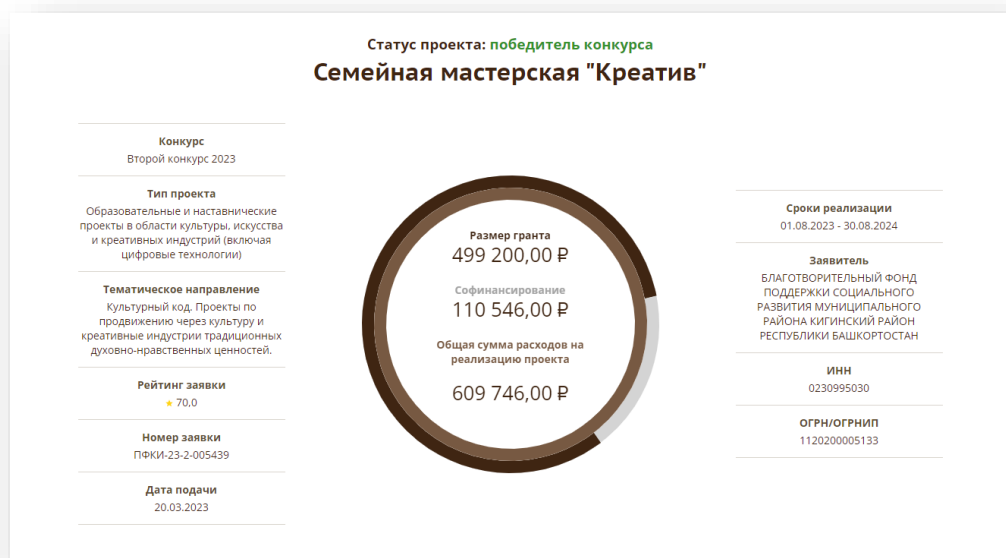 Статус проекта: победитель конкурса
Семейная мастерская "Креатив"
Конкурс
Второй конкурс 2023
Тип проекта
Образовательные и наставнические
проекты в области культуры, искусства
и креативных индустрий (включая
цифровые технологии)
Тематическое направление
Культурный код. Проекты по
продвижению через культуру и
креативные индустрии традиционных
духовно-нравственных ценностей.
Рейтинг заявки
70,0
Номер заявки
ПФКИ-23-2-005439
Дата подачи
20.03.2023
Размер гранта
499 200,00 ₽
Софинансирование
110 546,00 ₽
Общая сумма расходов на
реализацию проекта
609 746,00 ₽
Сроки реализации
01.08.2023 - 30.08.2024
Заявитель
БЛАГОТВОРИТЕЛЬНЫЙ ФОНД
ПОДДЕРЖКИ СОЦИАЛЬНОГО
РАЗВИТИЯ МУНИЦИПАЛЬНОГО
РАЙОНА КИГИНСКИЙ РАЙОН
РЕСПУБЛИКИ БАШКОРТОСТАН
ИНН
0230995030
ОГРН/ОГРНИП
1120200005133